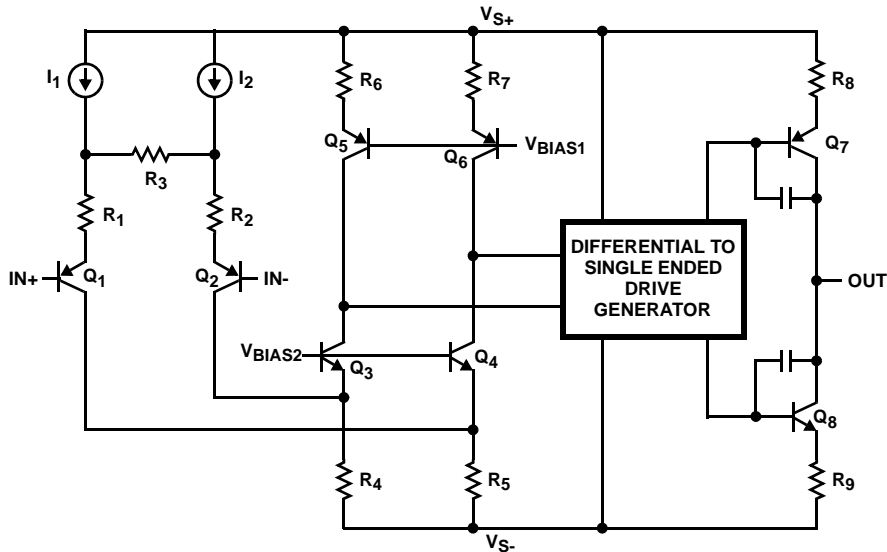 V_S+
I_1
I_2
R_6
R_7
R_8
R_3
Q_5
Q_6
V_BIAS1
Q_7
R_1
R_2
IN+
Q_1
Q_2
IN-
DIFFERENTIAL TO
SINGLE ENDED
DRIVE
GENERATOR
OUT
V_BIAS2
Q_3
Q_4
Q_8
R_4
R_5
R_9
V_S-